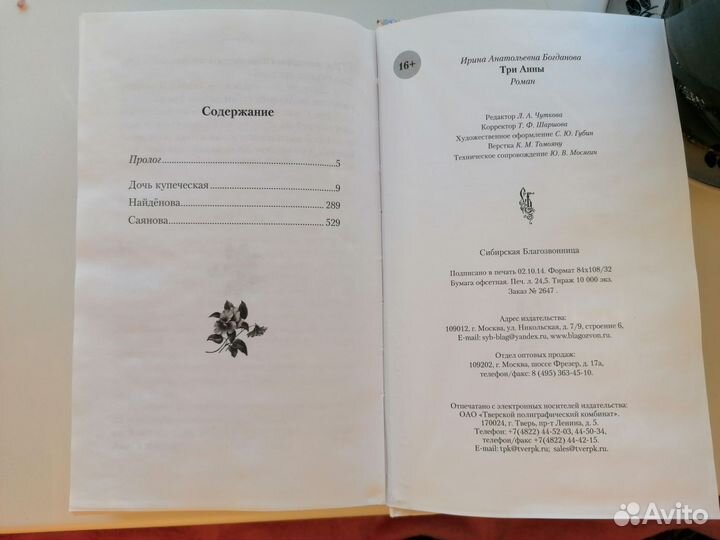 Содержание
Пролог 5
Дочь купеческая 9
Найдёнова 289
Саянова 529
16+
Ирина Анатольевна Богданова
Три Анны
Роман
Редактор Л. А. Чуткова
Корректор Т. Ф. Шаршова
Художественное оформление С. Ю. Губин
Верстка К. М. Томояну
Техническое сопровождение Ю. В. Мосягин
СБ
Сибирская Благозвонница
Подписано в печать 02.10.14. Формат 84х108/32
Бумага офсетная. Печ. л. 24,5. Тираж 10 000 экз.
Заказ № 2647 .
Адрес издательства:
109012, г. Москва, ул. Никольская, д. 7/9, строение 6,
E-mail: syb-blag@yandex.ru, www.blagozvon.ru
Отдел оптовых продаж:
109202, г. Москва, шоссе Фрезер, д. 17а,
телефон/факс: 8 (495) 363-45-10.
Отпечатано с электронных носителей издательства:
ОАО «Тверской полиграфический комбинат».
170024, г. Тверь, пр-т Ленина, д. 5.
Телефон: +7(4822) 44-52-03, 44-50-34,
телефон/факс +7(4822) 44-42-15.
E-mail: tpk@tverpk.ru; sales@tverpk.ru
Avito